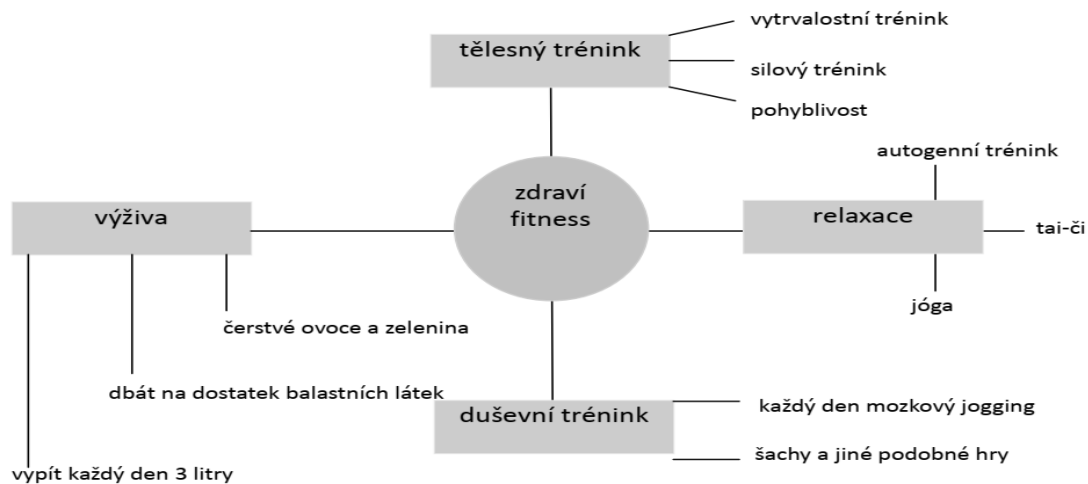 tělesný trénink
vytrvalostní trénink
silový trénink
pohyblivost
zdraví
fitness
výživa
čerstvé ovoce a zelenina
dbát na dostatek balastních látek
vypít každý den 3 litry
relaxace
autogenní trénink
tai-či
jóga
duševní trénink
každý den mozkový jogging
šachy a jiné podobné hry